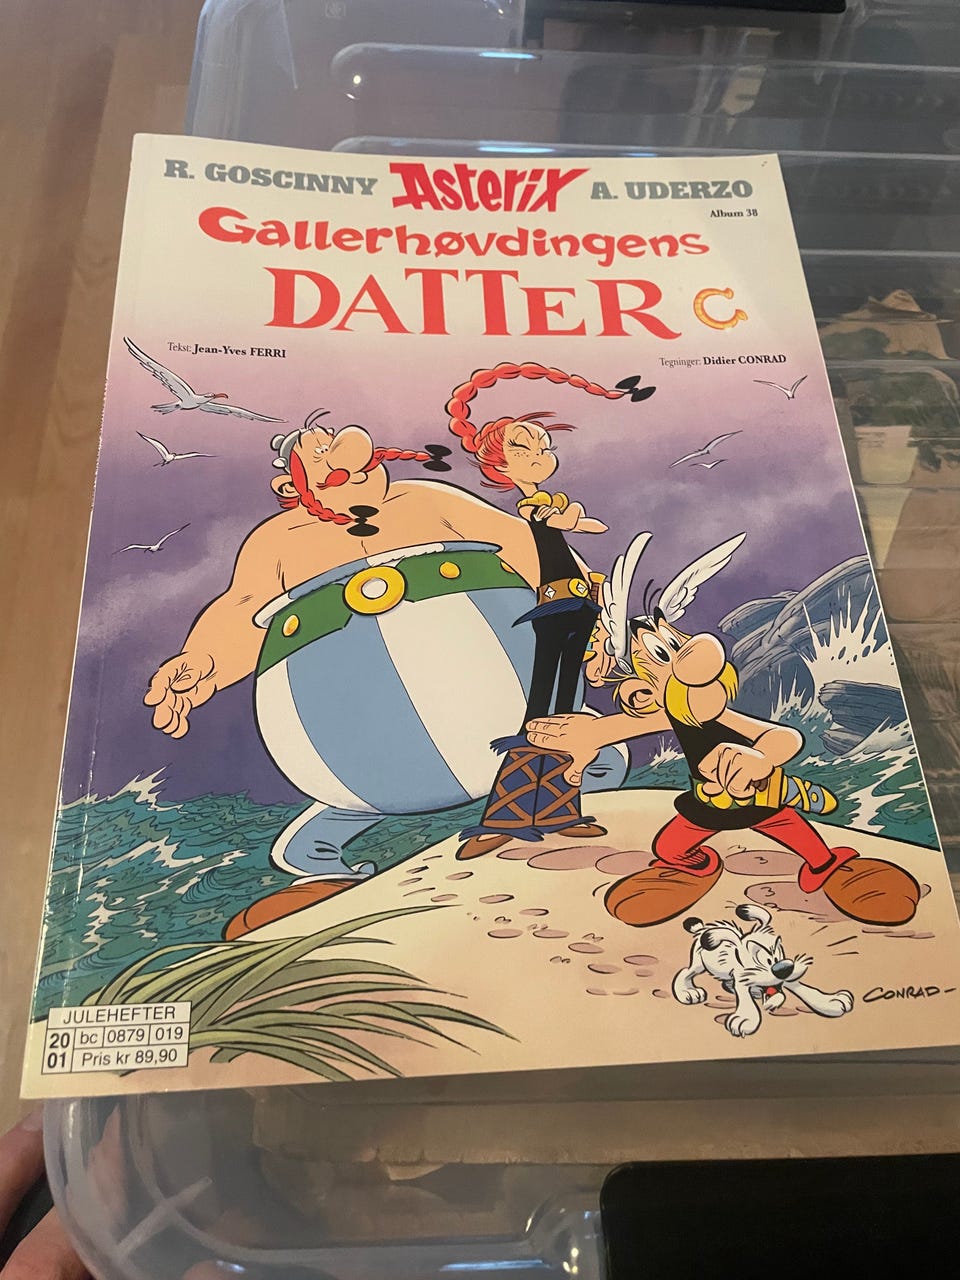 R. GOSCINNY Asterix A. UDERZO
Album 38
Gallerhøvdingens
DATTER
Tekst: Jean-Yves FERRI
Tegninger: Didier CONRAD
CONRAD-
JULEHEFTER
20 bc 0879 019
01 Pris kr 89,90